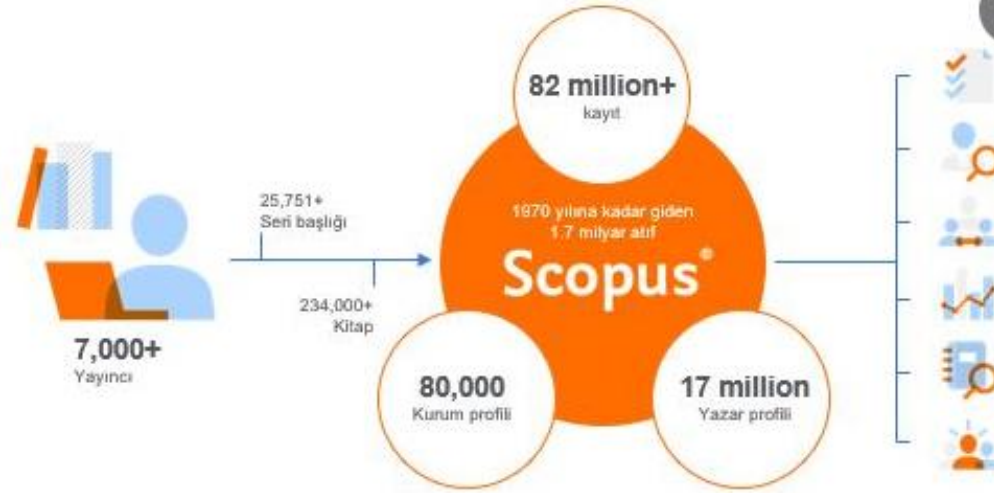 82 million+
kayıt
25,751+
Seri başlığı
1970 yılına kadar giden
1.7 milyar atıf
Scopus®
234,000+
Kitap
7,000+
Yayıncı
80,000
Kurum profili
17 million
Yazar profili